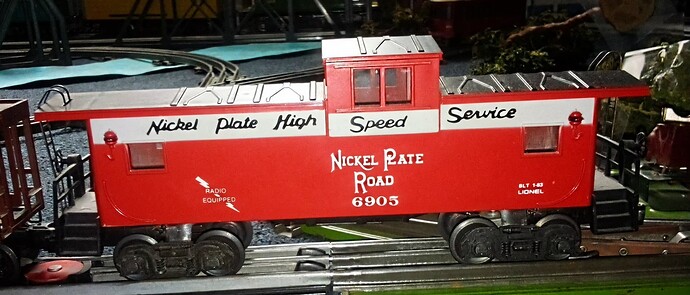 Nickel Plate High Speed Service
NICKEL PLATE
ROAD
6905
RADIO
EQUIPPED
BLT 1-83
LIONEL